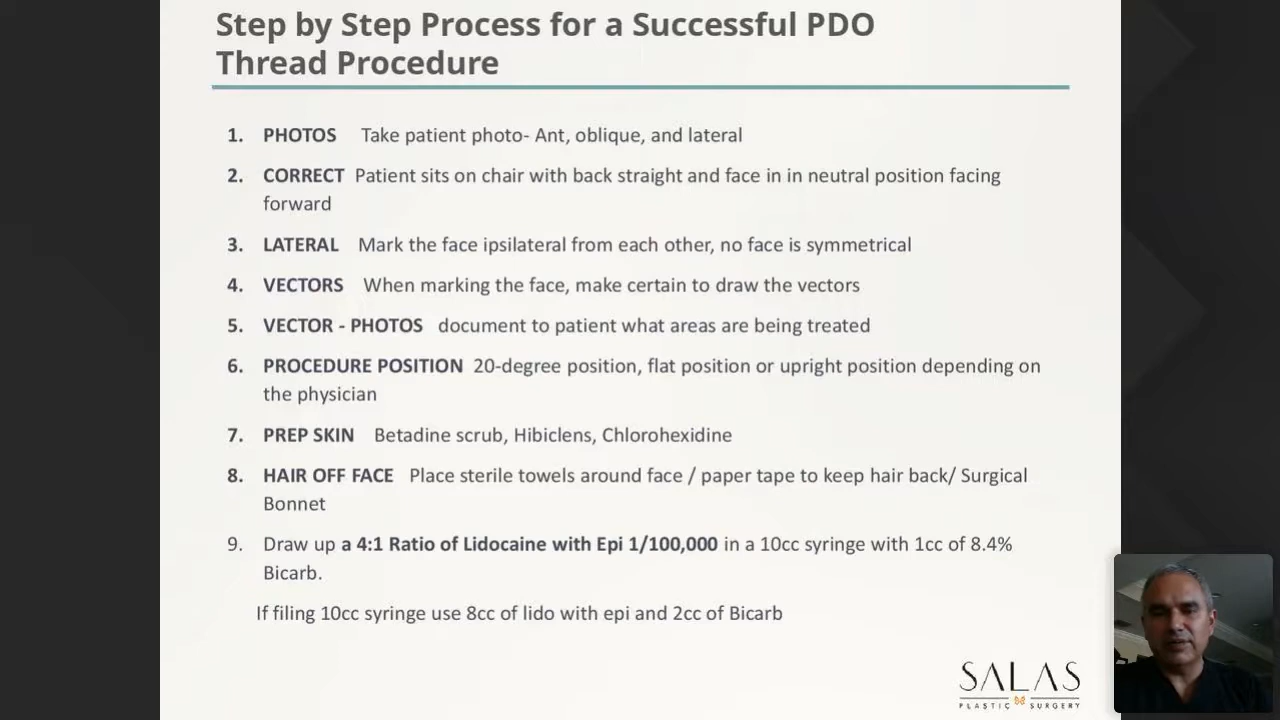 Step by Step Process for a Successful PDO
Thread Procedure
1. PHOTOS Take patient photo- Ant, oblique, and lateral
2. CORRECT Patient sits on chair with back straight and face in in neutral position facing
forward
3. LATERAL Mark the face ipsilateral from each other, no face is symmetrical
4. VECTORS When marking the face, make certain to draw the vectors
5. VECTOR - PHOTOS document to patient what areas are being treated
6. PROCEDURE POSITION 20-degree position, flat position or upright position depending on
the physician
7. PREP SKIN Betadine scrub, Hibiclens, Chlorohexidine
8. HAIR OFF FACE Place sterile towels around face / paper tape to keep hair back/ Surgical
Bonnet
9. Draw up a 4:1 Ratio of Lidocaine with Epi 1/100,000 in a 10cc syringe with 1cc of 8.4%
Bicarb.
If filing 10cc syringe use 8cc of lido with epi and 2cc of Bicarb
SALAS
PLASTIC SURGERY